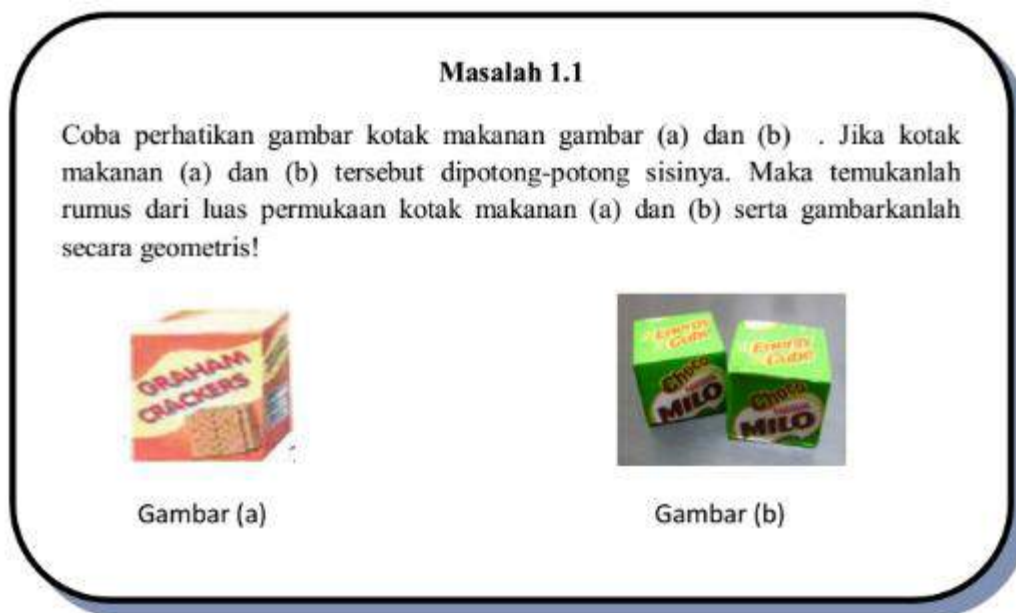 Masalah 1.1
Coba perhatikan gambar kotak makanan gambar (a) dan (b) . Jika kotak
makanan (a) dan (b) tersebut dipotong-potong sisinya. Maka temukanlah
rumus dari luas permukaan kotak makanan (a) dan (b) serta gambarkanlah
secara geometris!
GRAHAM
CRACKERS
Energy
Cube
Choco
MILO
Energy
Cube
Choco
MILO
Gambar (a)
Gambar (b)